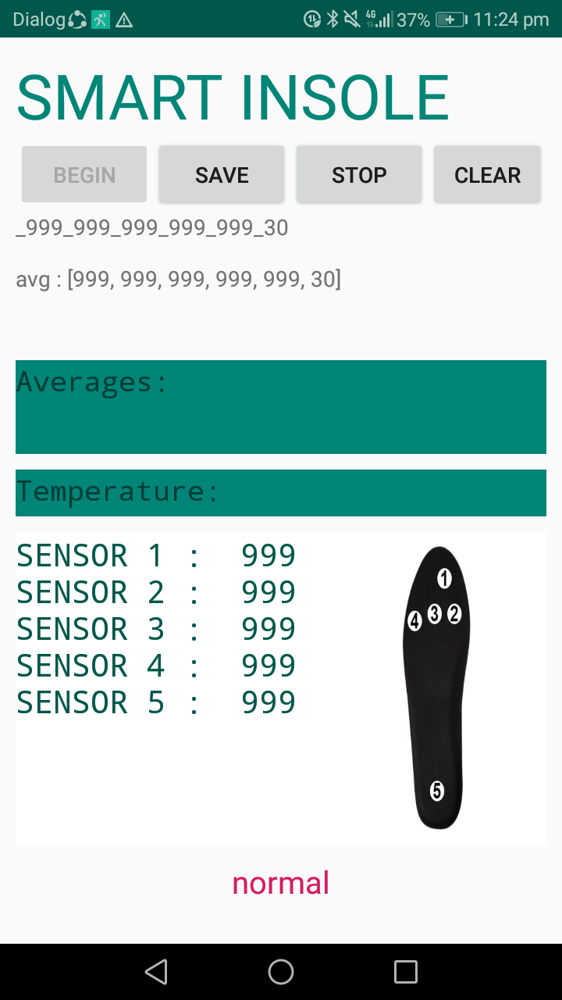 Dialog 4G 37% 11:24 pm
SMART INSOLE
BEGIN SAVE STOP CLEAR
_999_999_999_999_999_30
avg : [999, 999, 999, 999, 999, 30]
Averages:
Temperature:
SENSOR 1 : 999
SENSOR 2 : 999
SENSOR 3 : 999
SENSOR 4 : 999
SENSOR 5 : 999
1
4 3 2
5
normal